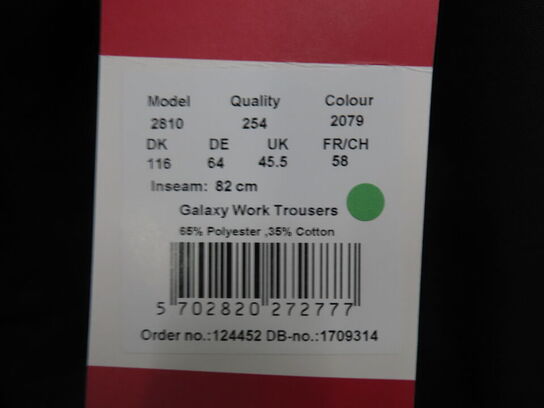 Model Quality Colour
2810 254 2079
DK DE UK FR/CH
116 64 45.5 58
Inseam: 82 cm
Galaxy Work Trousers
65% Polyester ,35% Cotton
5 702820 272777
Order no.:124452 DB-no.:1709314